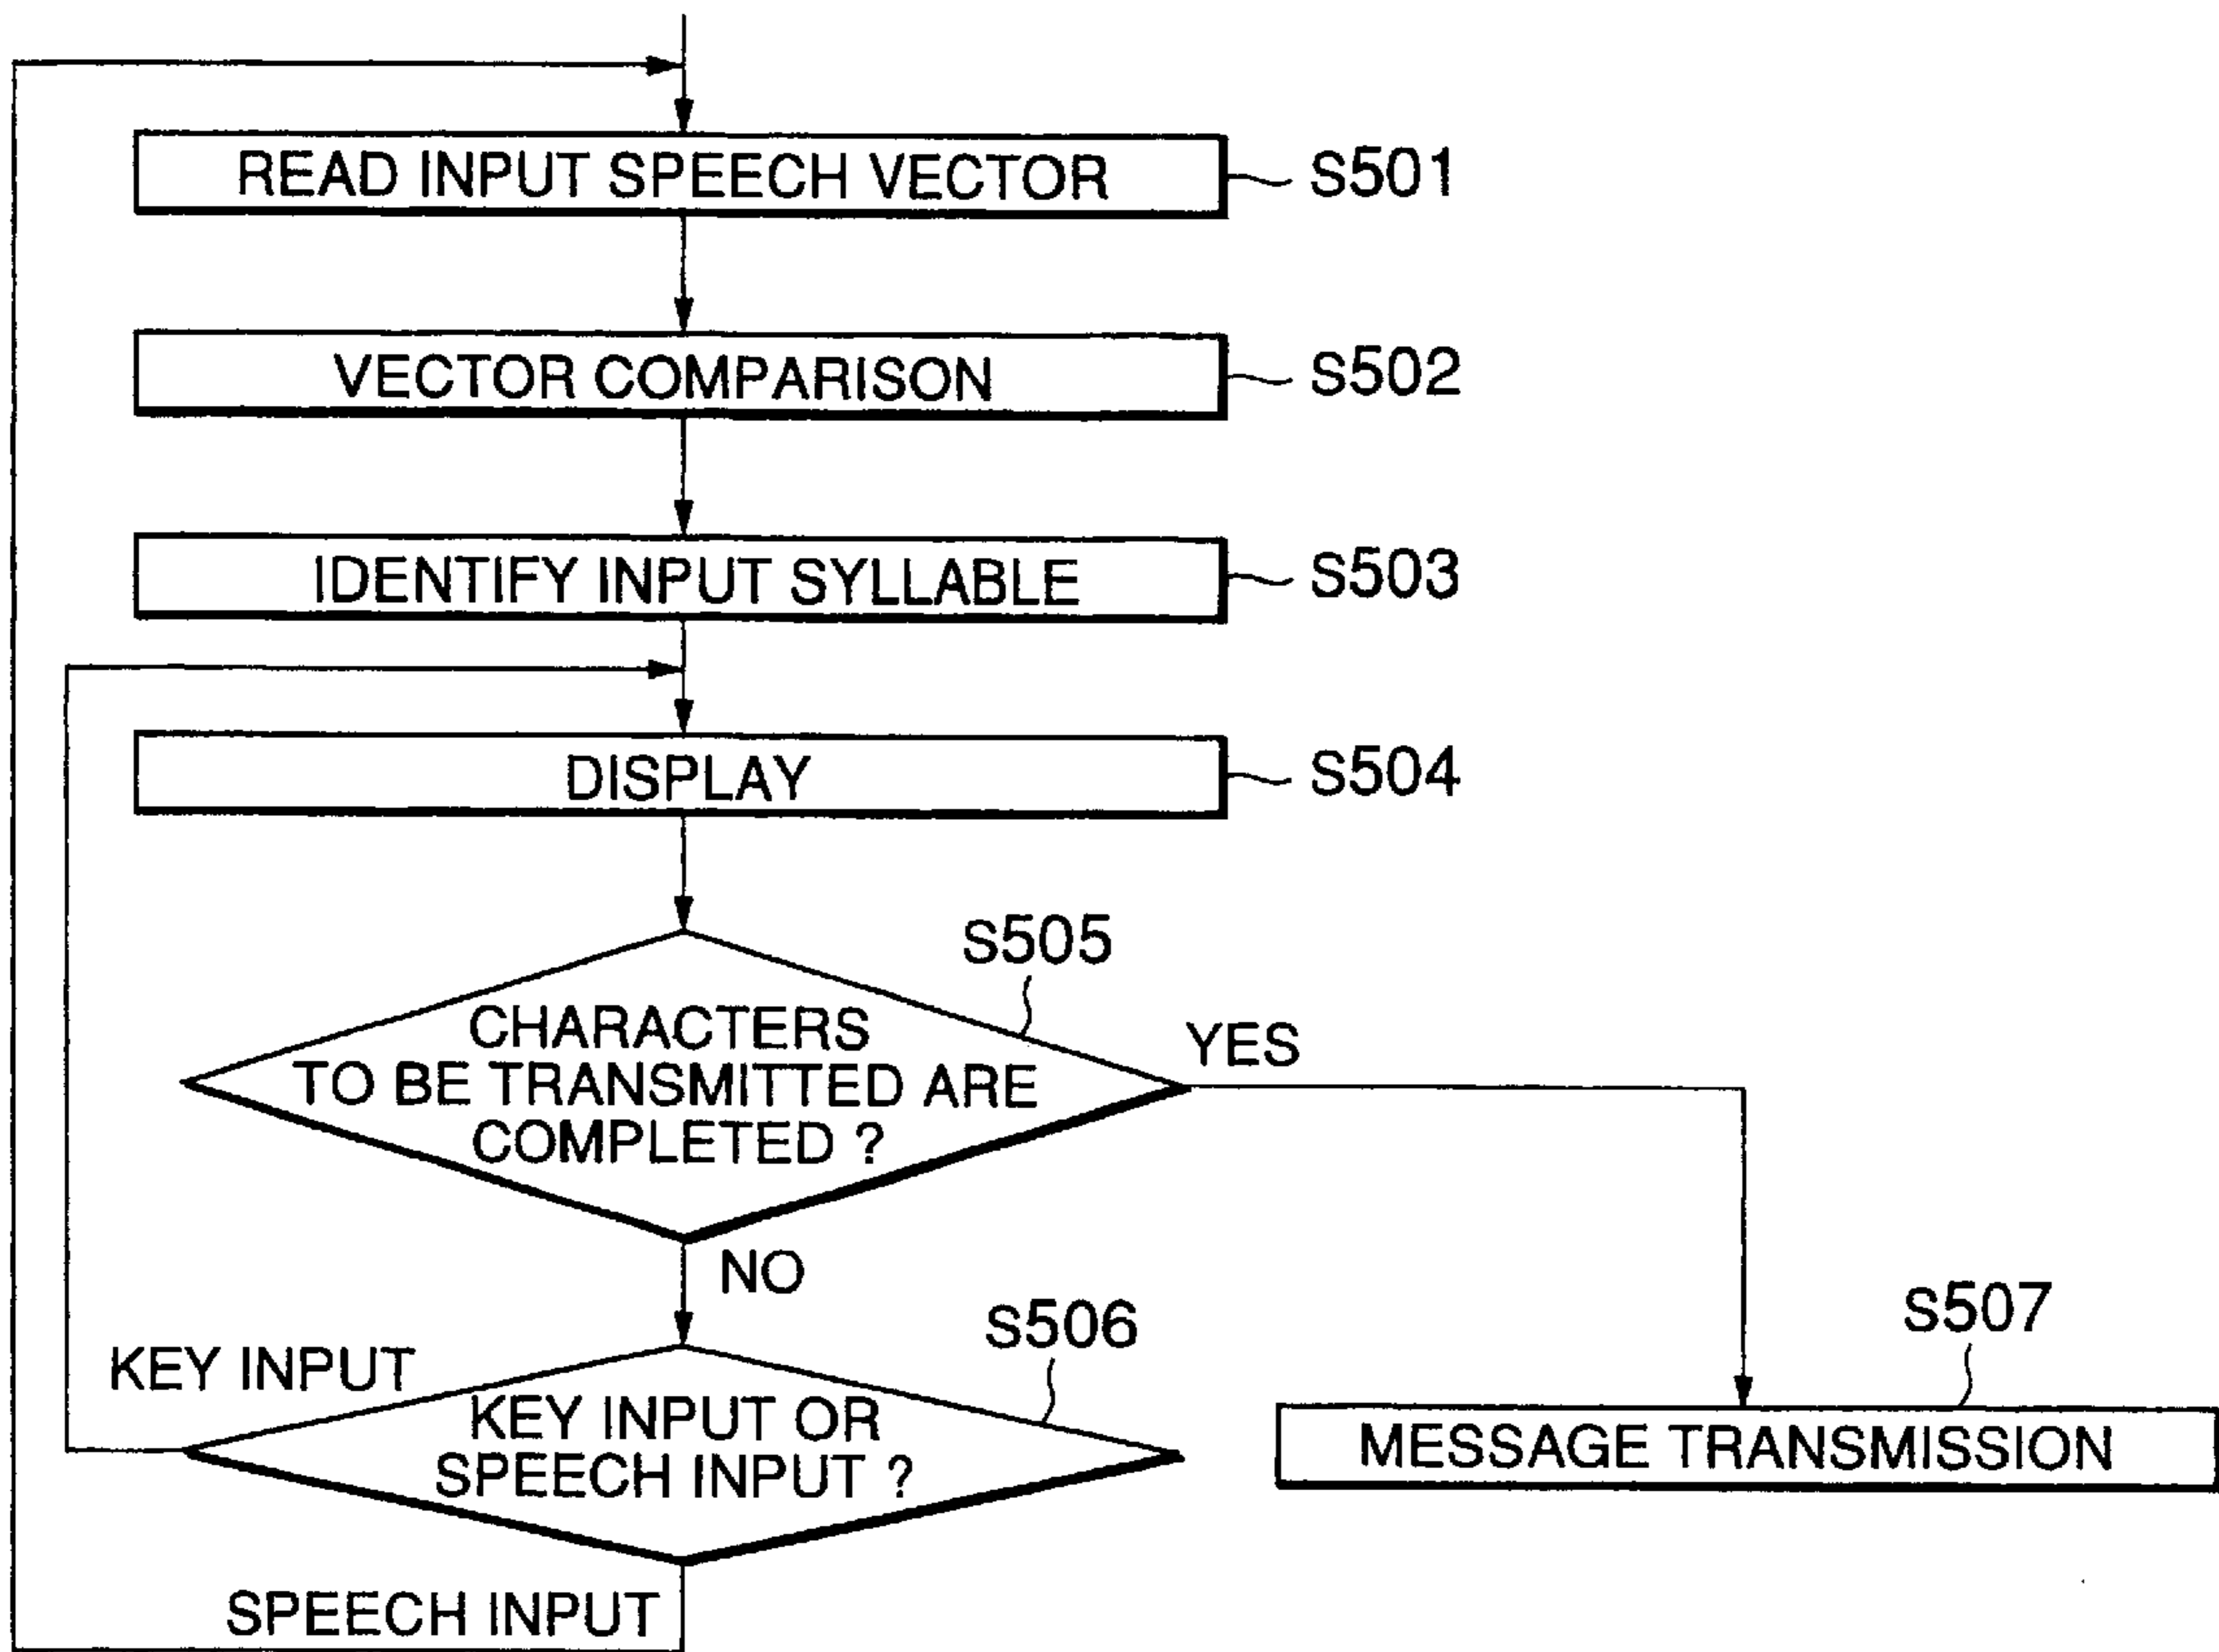 READ INPUT SPEECH VECTOR
S501
VECTOR COMPARISON
S502
IDENTIFY INPUT SYLLABLE
S503
DISPLAY
S504
S505
CHARACTERS
TO BE TRANSMITTED ARE
COMPLETED ?
YES
NO
S506
S507
KEY INPUT
KEY INPUT OR
SPEECH INPUT ?
MESSAGE TRANSMISSION
SPEECH INPUT